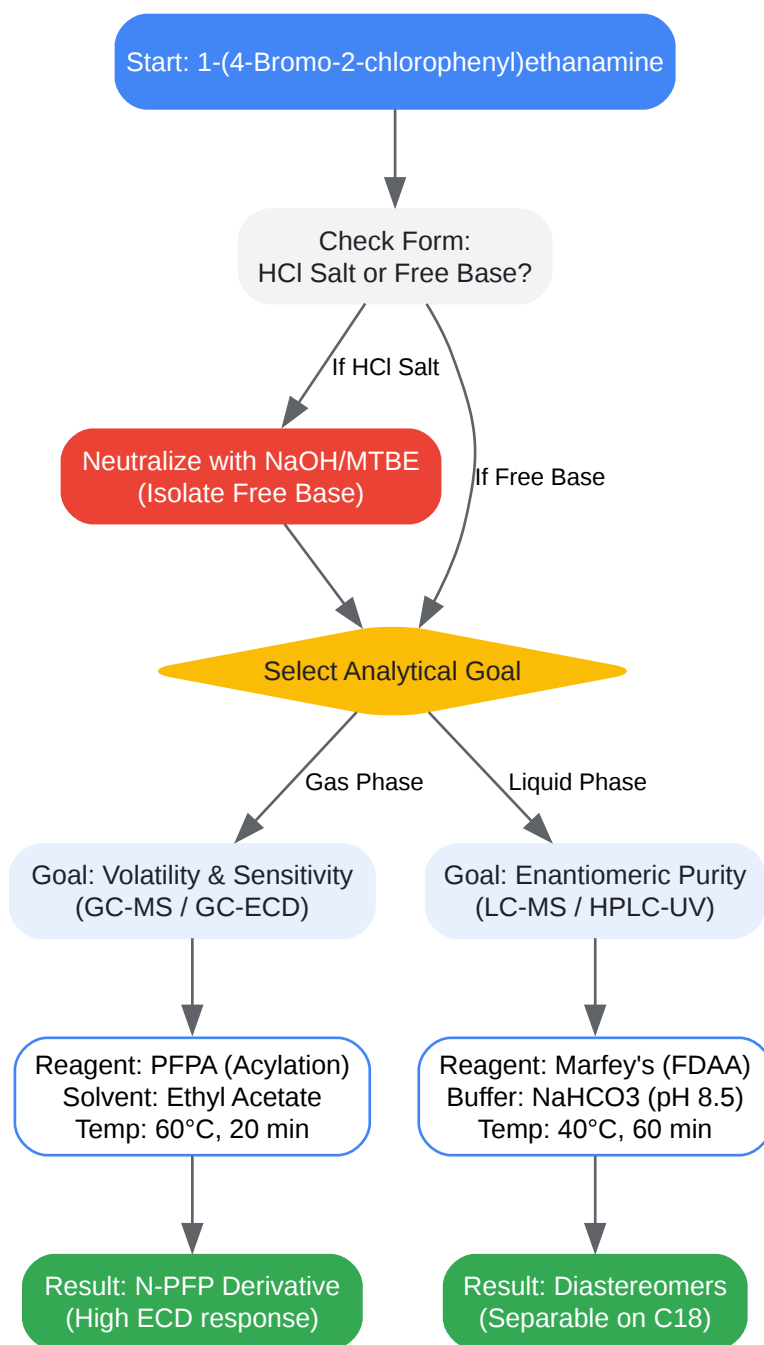 Start: 1-(4-Bromo-2-chlorophenyl)ethanamine
Check Form:
HCl Salt or Free Base?
If HCl Salt
Neutralize with NaOH/MTBE
(Isolate Free Base)
If Free Base
Select Analytical Goal
Gas Phase
Liquid Phase
Goal: Volatility & Sensitivity
(GC-MS / GC-ECD)
Goal: Enantiomeric Purity
(LC-MS / HPLC-UV)
Reagent: PFPA (Acylation)
Solvent: Ethyl Acetate
Temp: 60°C, 20 min
Reagent: Marfey's (FDAA)
Buffer: NaHCO3 (pH 8.5)
Temp: 40°C, 60 min
Result: N-PFP Derivative
(High ECD response)
Result: Diastereomers
(Separable on C18)